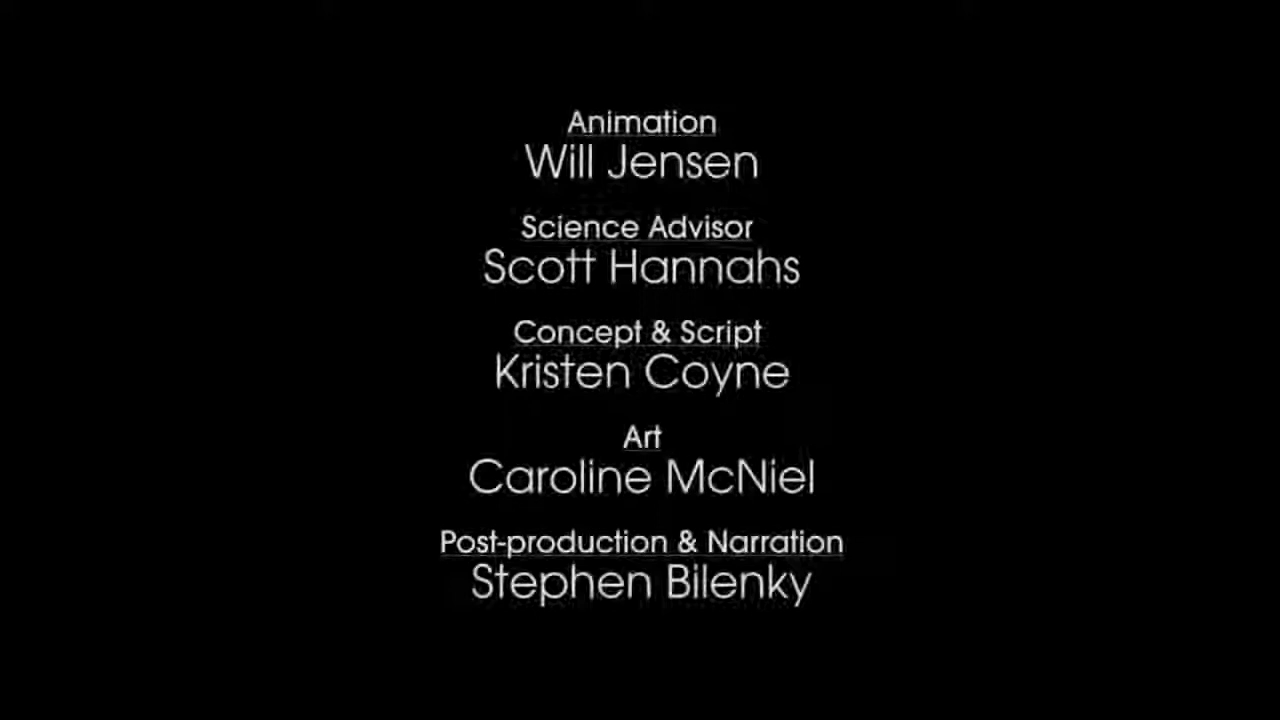 Animation
Will Jensen
Science Advisor
Scott Hannahs
Concept & Script
Kristen Coyne
Art
Caroline McNiel
Post-production & Narration
Stephen Bilenky